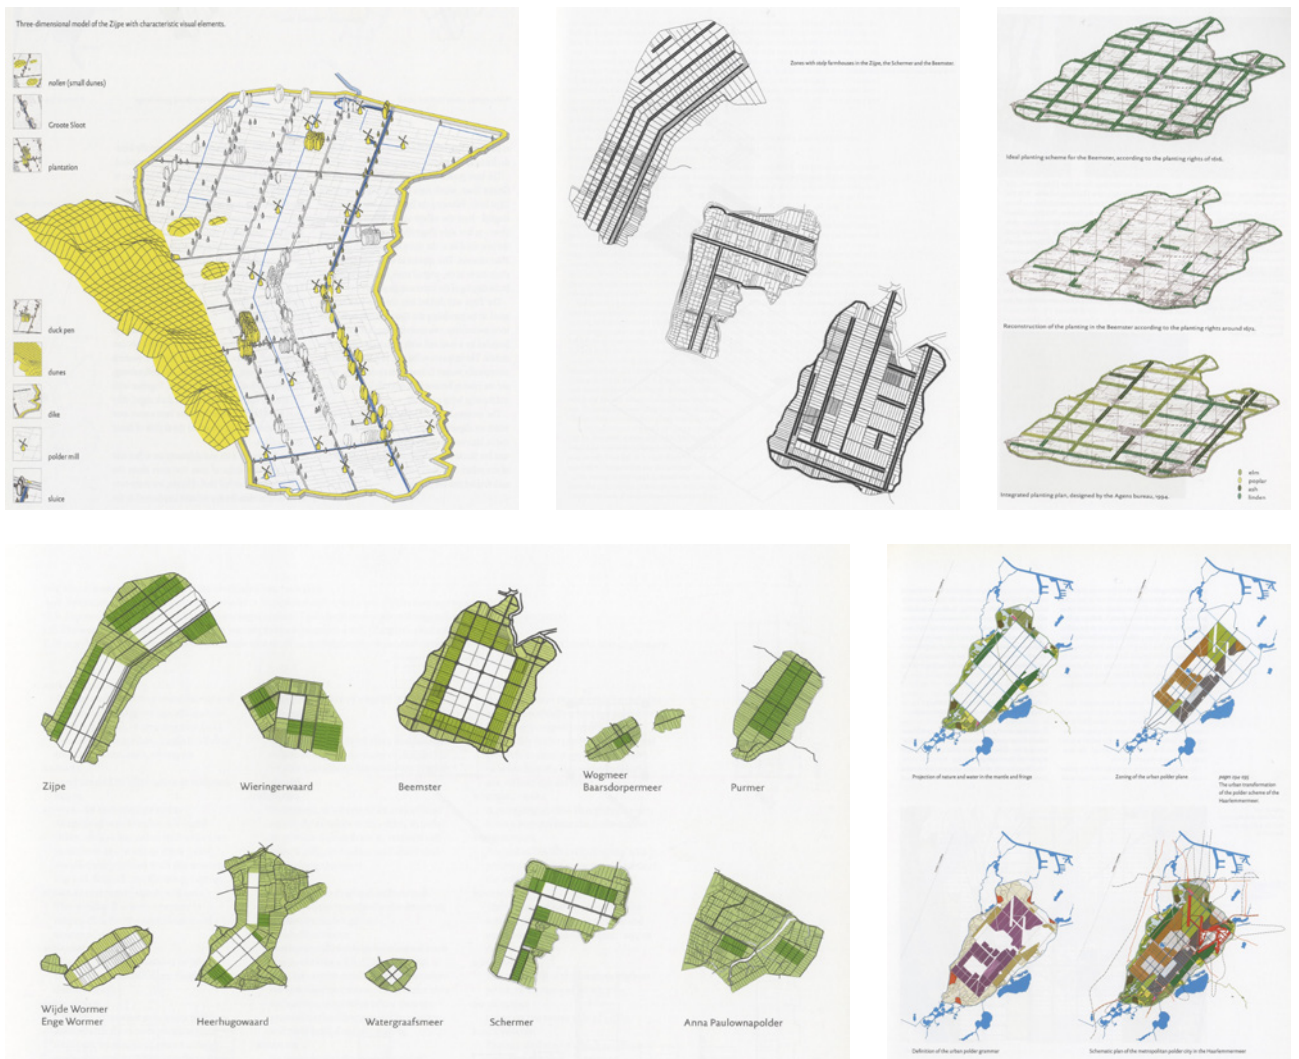 Three-dimensional model of the Zijpe with characteristic visual elements.
nollen (small dunes)
Groote Sloot
plantation
duck pen
dunes
dike
polder mill
sluice
Zones with stolp farmhouses in the Zijpe, the Schermer and the Beemster.
Ideal planting scheme for the Beemster, according to the planting rights of 1616.
Reconstruction of the planting in the Beemster according to the planting rights around
elm
poplar
ash
linden
Integrated planting plan, designed by the Agens bureau, 1994.
Zijpe
Wieringerwaard
Beemster
Wogmeer
Baarsdorpermeer
Purmer
Wijde Wormer
Enge Wormer
Heerhugowaard
Watergraafsmeer
Schermer
Anna Paulownapolder
Projection of nature and water in the mantle and fringe
Zoning of the urban polder plane
pages
The urban transformation
of the polder scheme of the
Haarlemmermeer.
Definition of the urban polder grammar
Schematic plan of the metropolitan polder city in the Haarlemmermeer